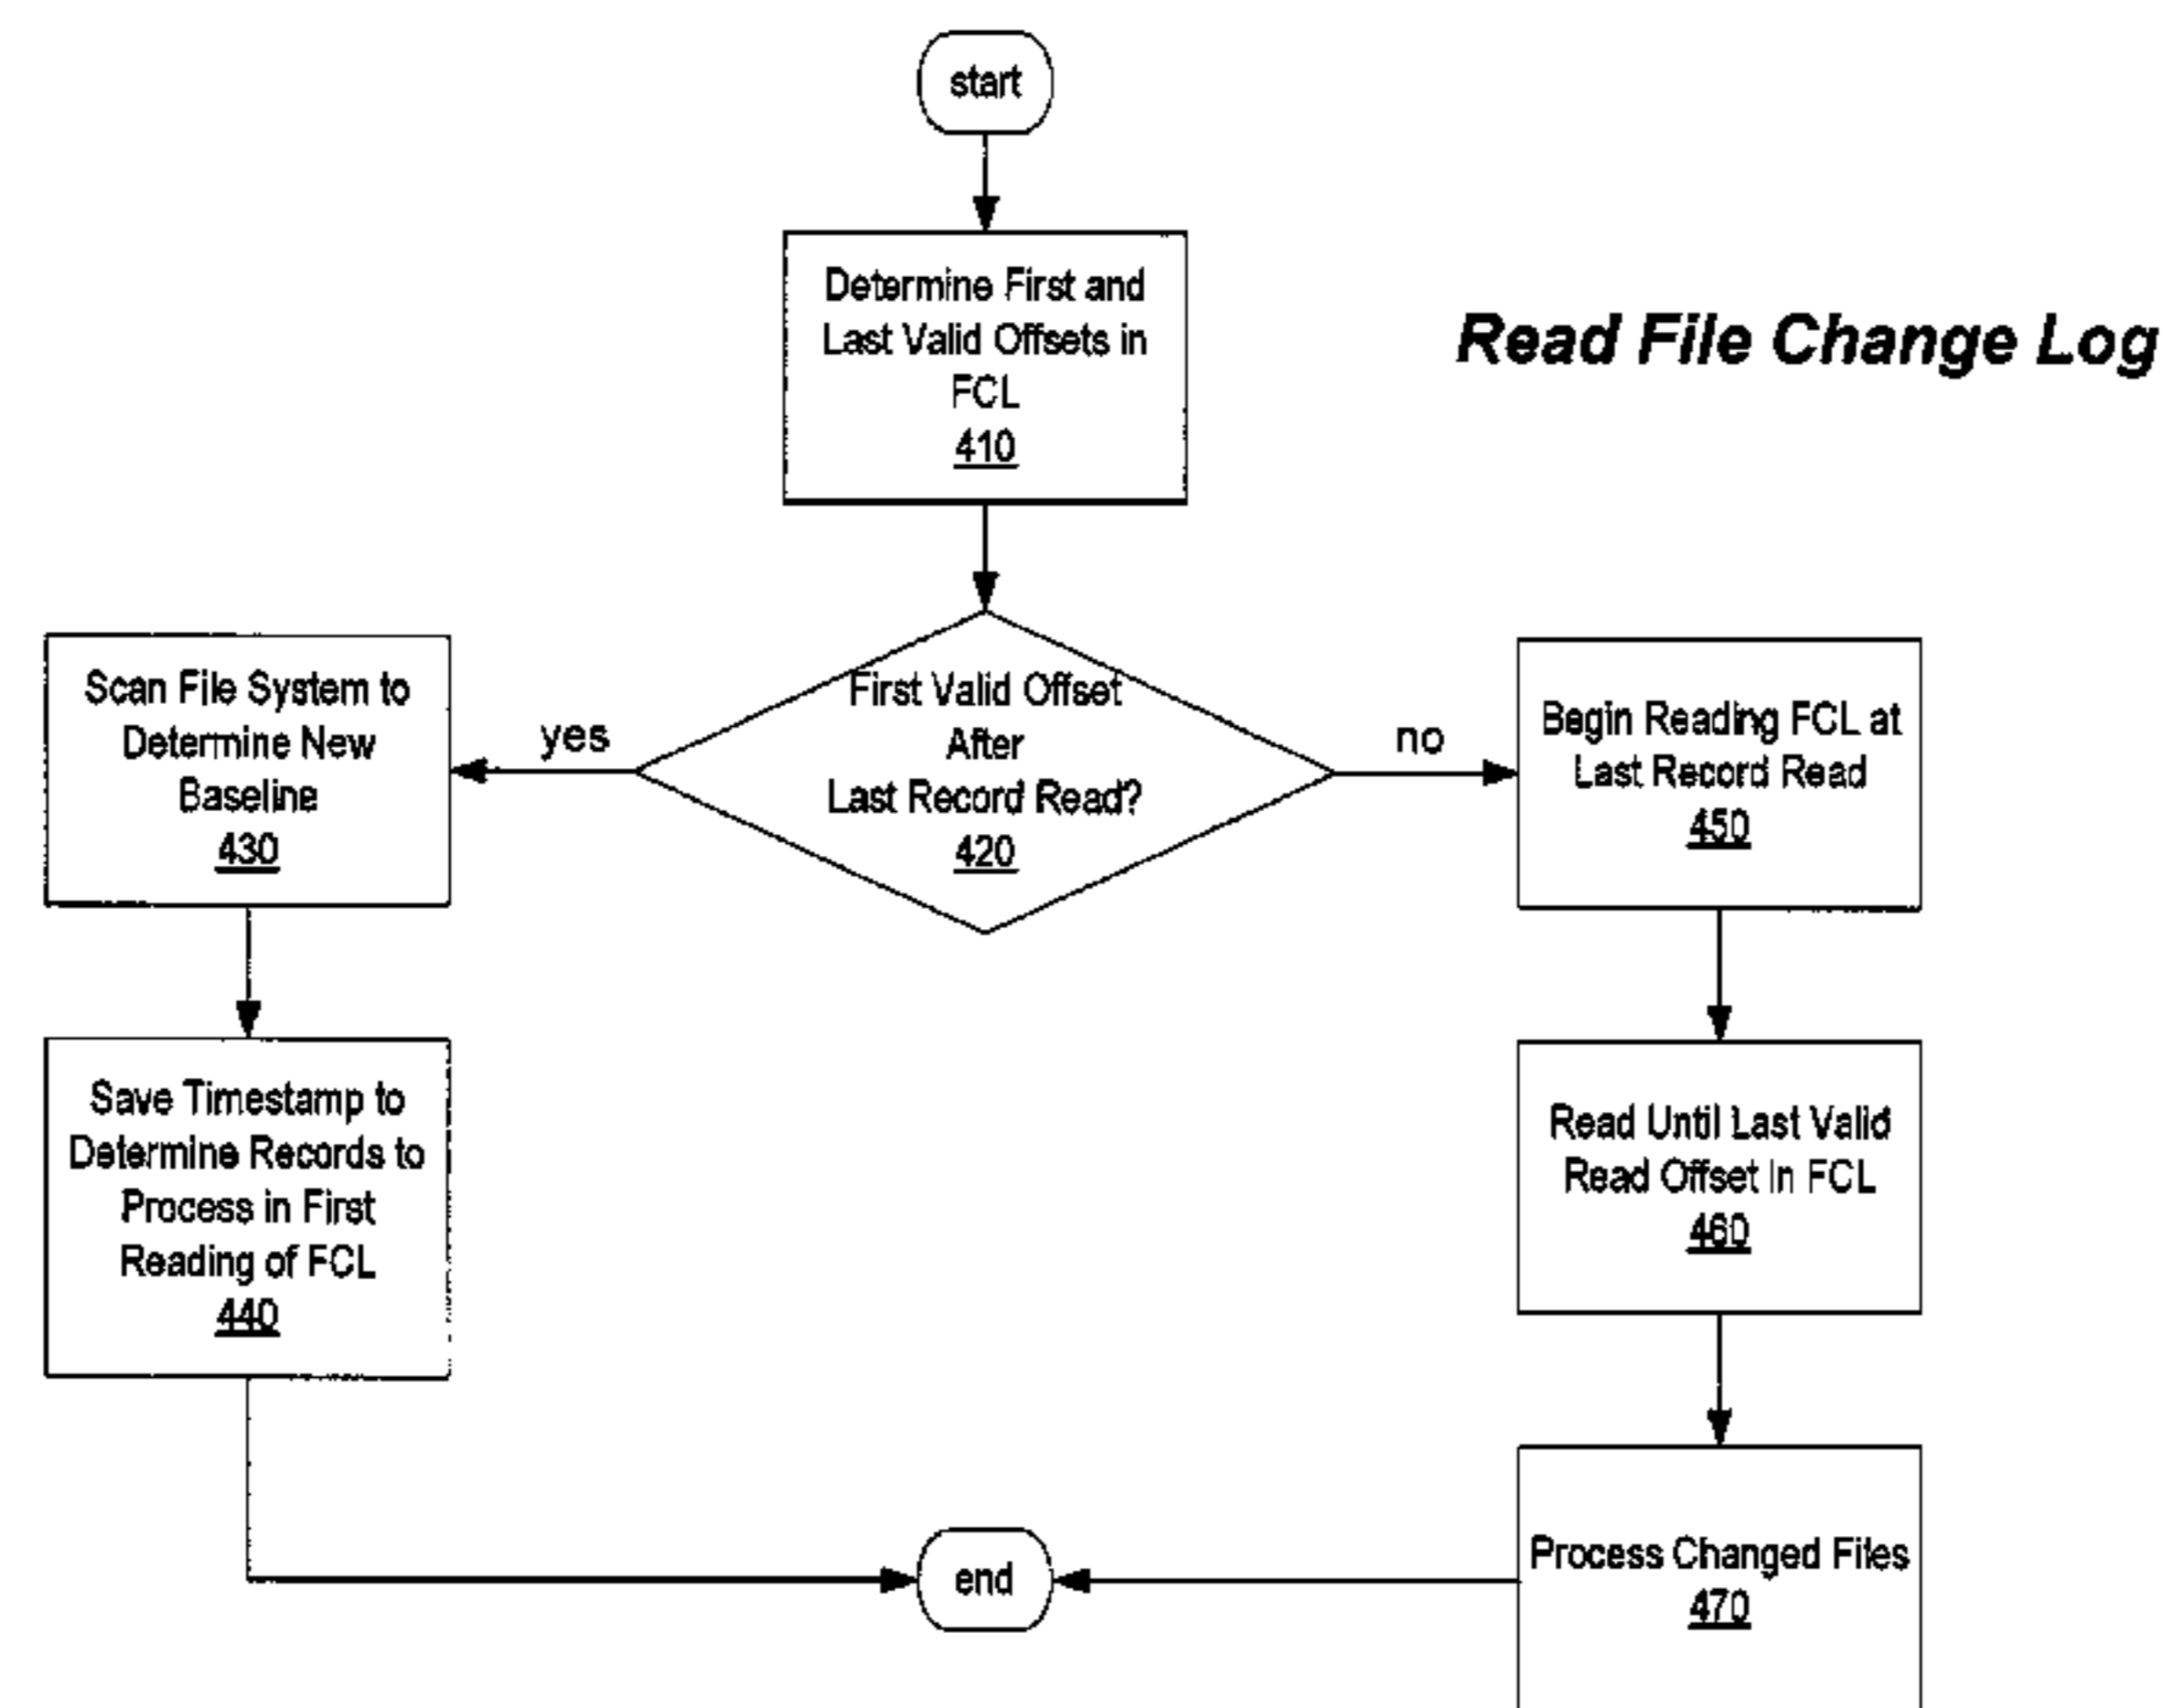 start
Determine First and
Last Valid Offsets in
FCL
410
Read File Change Log
First Valid Offset
After
Last Record Read?
420
yes
no
Scan File System to
Determine New
Baseline
430
Begin Reading FCL at
Last Record Read
450
Save Timestamp to
Determine Records to
Process in First
Reading of FCL
440
Read Until Last Valid
Read Offset in FCL
460
Process Changed Files
470
end